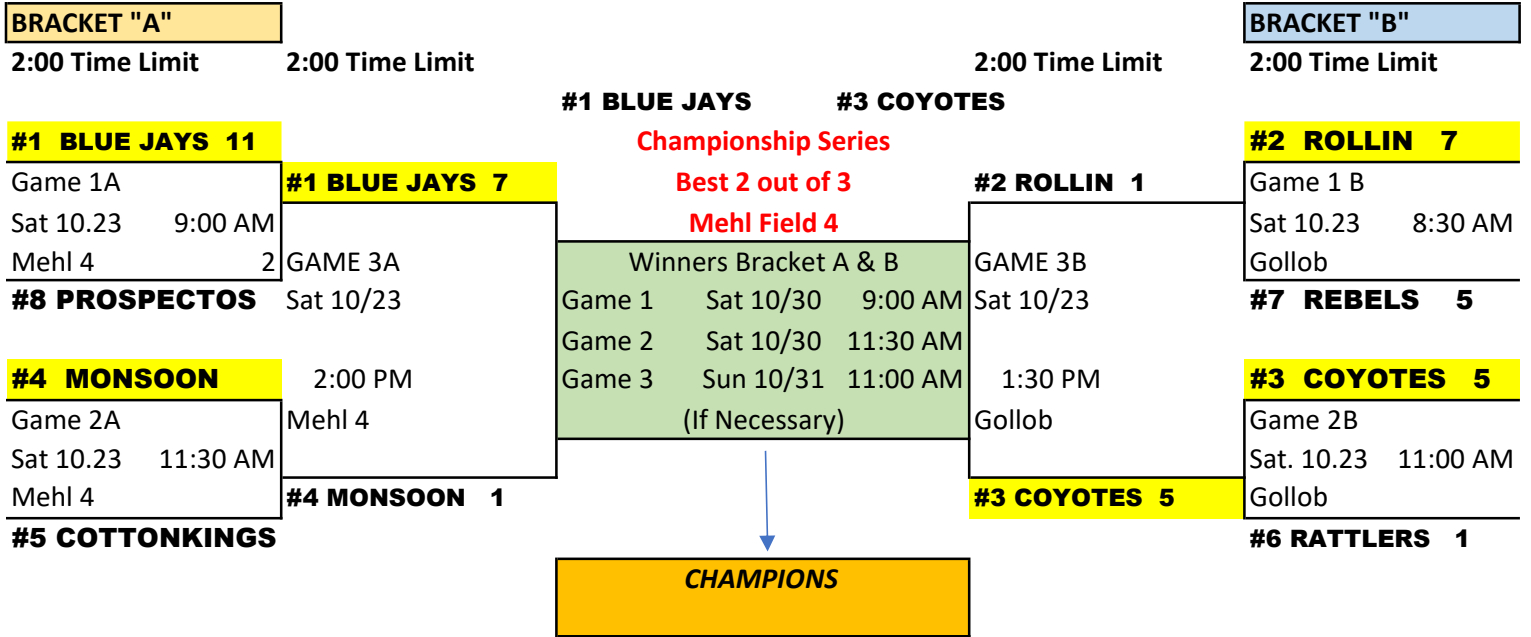 BRACKET "A"
BRACKET "B"
2:00 Time Limit
2:00 Time Limit
2:00 Time Limit
2:00 Time Limit
#1 BLUE JAYS #3 COYOTES
#1 BLUE JAYS 11
Game 1A
Sat 10.23 9:00 AM
Mehl 4 2
#8 PROSPECTOS
#4 MONSOON
Game 2A
Sat 10.23 11:30 AM
Mehl 4
#5 COTTONKINGS
#1 BLUE JAYS 7
GAME 3A
Sat 10/23
2:00 PM
Mehl 4
#4 MONSOON 1
Championship Series
Best 2 out of 3
Mehl Field 4
Winners Bracket A & B
Game 1 Sat 10/30 9:00 AM
Game 2 Sat 10/30 11:30 AM
Game 3 Sun 10/31 11:00 AM
(If Necessary)
CHAMPIONS
#2 ROLLIN 1
GAME 3B
Sat 10/23
1:30 PM
Gollob
#3 COYOTES 5
#2 ROLLIN 7
Game 1 B
Sat 10.23 8:30 AM
Gollob
#7 REBELS 5
#3 COYOTES 5
Game 2B
Sat. 10.23 11:00 AM
Gollob
#6 RATTLERS 1